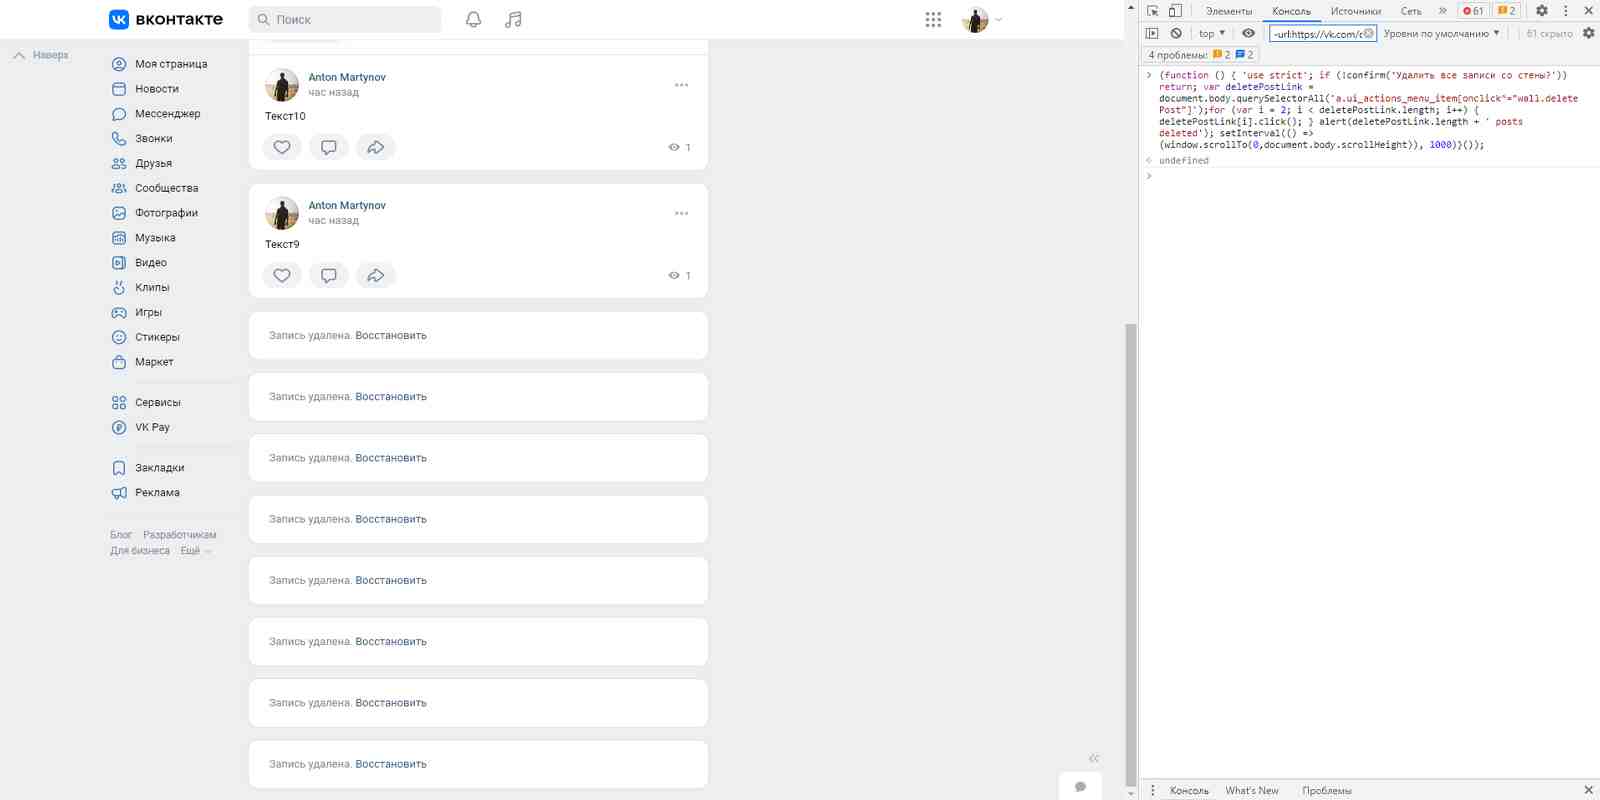 вконтакте
Поиск
Наверх
Моя страница
Новости
Мессенджер
Звонки
Друзья
Сообщества
Фотографии
Музыка
Видео
Клипы
Игры
Стикеры
Маркет
Сервисы
VK Pay
Закладки
Реклама
Блог Разработчикам
Для бизнеса Ещё
Anton Martynov
час назад
Текст10
1
Anton Martynov
час назад
Текст9
1
Запись удалена. Восстановить
Запись удалена. Восстановить
Запись удалена. Восстановить
Запись удалена. Восстановить
Запись удалена. Восстановить
Запись удалена. Восстановить
Запись удалена. Восстановить
Запись удалена. Восстановить
Элементы Консоль Источники Сеть » 61 2
top ▼ -url:https://vk.com/c Уровни по умолчанию ▼ 61 скрыто
4 проблемы: 2 2
(function () { 'use strict'; if (!confirm('Удалить все записи со стены?'))
return; var deletePostLink =
document.body.querySelectorAll('a.ui_actions_menu_item[onclick^="wall.delete
Post"]');for (var i = 2; i < deletePostLink.length; i++) {
deletePostLink[i].click(); } alert(deletePostLink.length + ' posts
deleted'); setInterval(() =>
(window.scrollTo(0,document.body.scrollHeight)), 1000)}());
undefined
Консоль What's New Проблемы